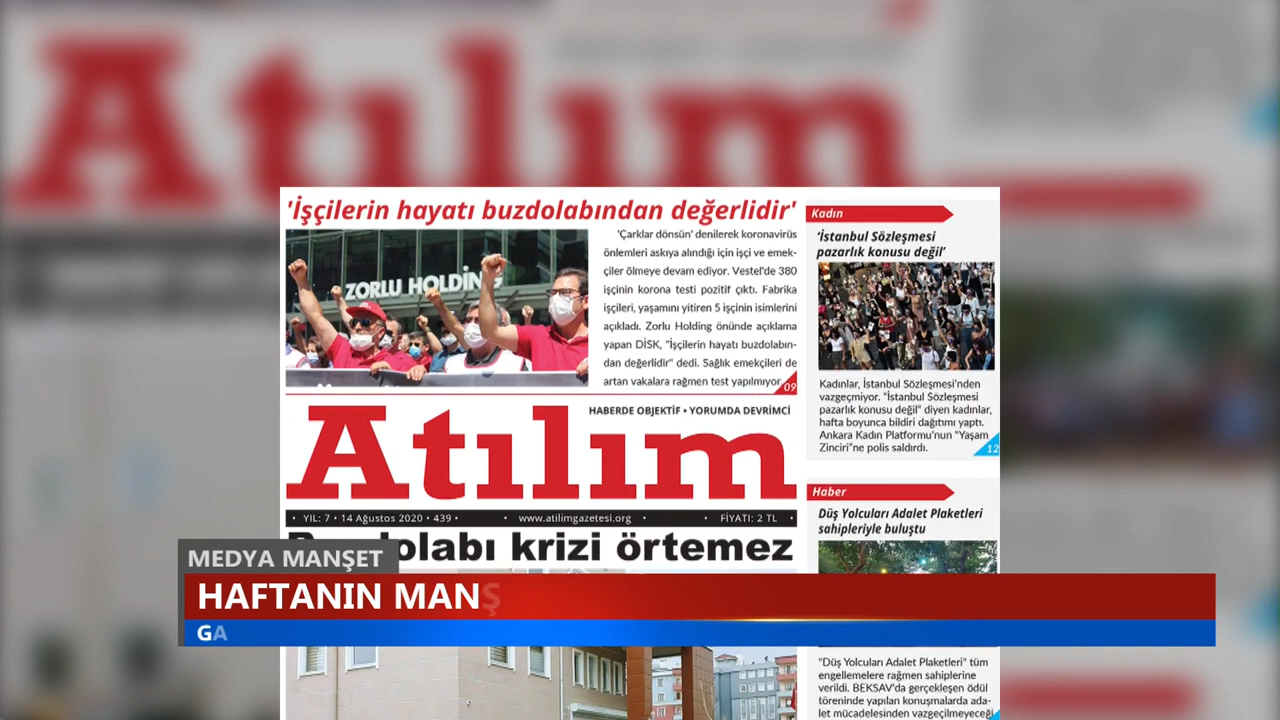 'İşçilerin hayatı buzdolabından değerlidir'
ZORLU HOLDİNG
'Çarklar dönsün' denilerek koronavirüs
önlemleri askıya alındığı için işçi ve emek-
çiler ölmeye devam ediyor. Vestel'de 380
işçinin korona testi pozitif çıktı. Fabrika
işçileri, yaşamını yitiren 5 işçinin isimlerini
açıkladı. Zorlu Holding önünde açıklama
yapan DİSK, "İşçilerin hayatı buzdolabın-
dan değerlidir" dedi. Sağlık emekçileri de
artan vakalara rağmen test yapılmıyor.
09
Kadın
'İstanbul Sözleşmesi
pazarlık konusu değil'
Kadınlar, İstanbul Sözleşmesi'nden
vazgeçmiyor. "İstanbul Sözleşmesi
pazarlık konusu değil" diyen kadınlar,
hafta boyunca bildiri dağıtımı yaptı.
Ankara Kadın Platformu'nun "Yaşam
Zinciri"ne polis saldırdı.
12
HABERDE OBJEKTİF • YORUMDA DEVRİMCİ
Atılım
• YIL: 7 • 14 Ağustos 2020 • 439 • • www.atilimgazetesi.org • • FİYATI: 2 TL •
krizi örtemez
Haber
Düş Yolcuları Adalet Plaketleri
sahipleriyle buluştu
MEDYA MANŞET
HAFTANIN MANŞ
GA
"Düş Yolcuları Adalet Plaketleri" tüm
engellemelere rağmen sahiplerine
verildi. BEKSAV'da gerçekleşen ödül
töreninde yapılan konuşmalarda ada-
let mücadelesinden vazgeçilmeyeceği